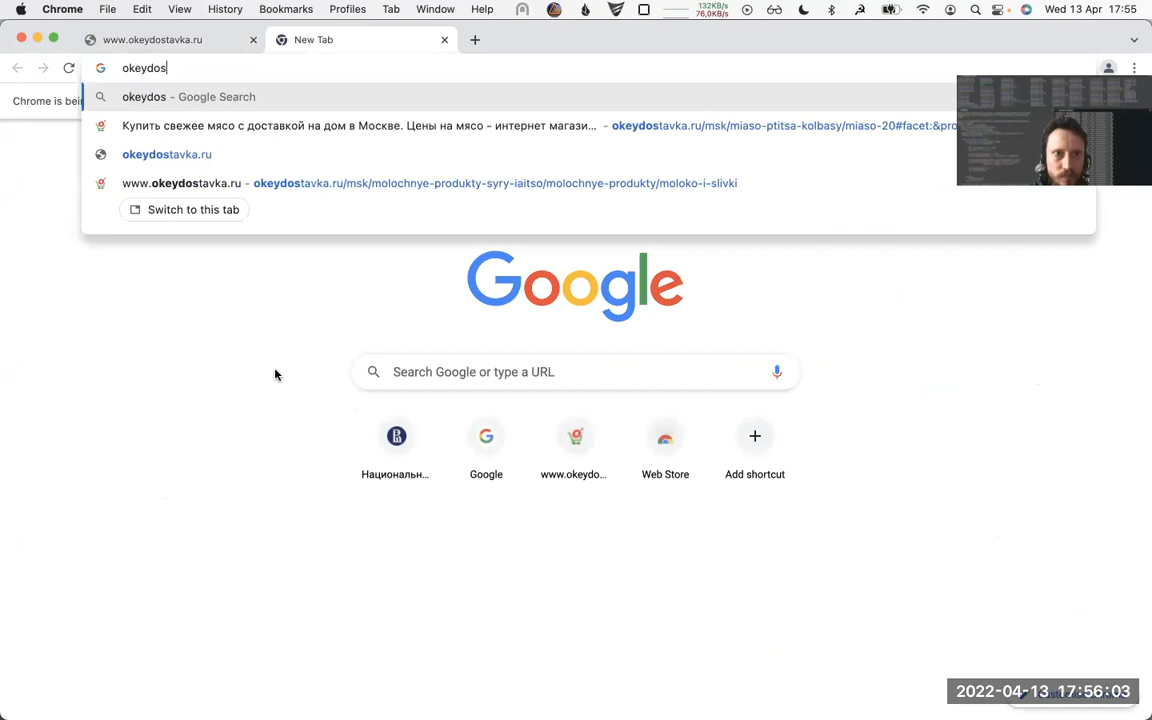 Chrome File Edit View History Bookmarks Profiles Tab Window Help 132KB/s 76,0KB/s Wed 13 Apr 17:55
www.okeydostavka.ru New Tab
okeydos
Chrome is bein
okeydos - Google Search
Купить свежее мясо с доставкой на дом в Москве. Цены на мясо - интернет магази... - okeydostavka.ru/msk/miaso-ptitsa-kolbasy/miaso-20#facet:&pro
okeydostavka.ru
www.okeydostavka.ru - okeydostavka.ru/msk/molochnye-produkty-syry-iaitso/molochnye-produkty/moloko-i-slivki
Switch to this tab
Google
Search Google or type a URL
Национальн... Google www.okeydo... Web Store Add shortcut
2022-04-13 17:56:03